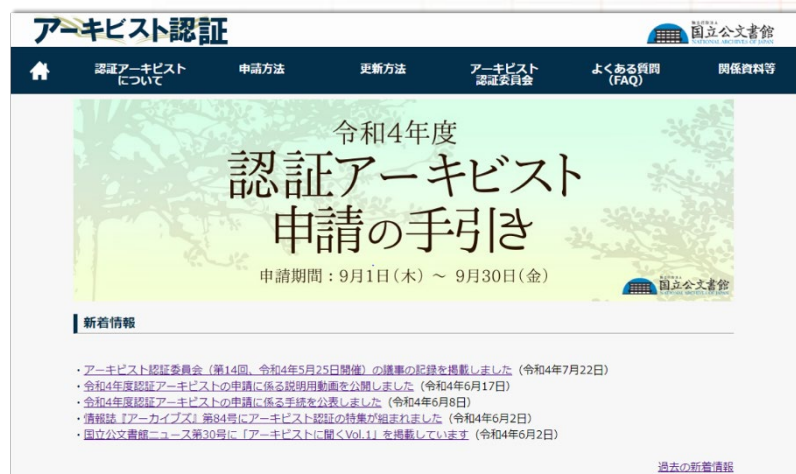 アーキビスト認証
国立公文書館
NATIONAL ARCHIVES OF JAPAN
認証アーキビスト
について
申請方法
更新方法
アーキビスト
認証委員会
よくある質問
(FAQ)
関係資料等
令和4年度
認証アーキビスト
申請の手引き
申請期間：9月1日(木) ～ 9月30日(金)
国立公文書館
新着情報
・アーキビスト認証委員会（第14回、令和4年5月25日開催）の議事の記録を掲載しました（令和4年7月22日）
・令和4年度認証アーキビストの申請に係る説明用動画を公開しました（令和4年6月17日）
・令和4年度認証アーキビストの申請に係る手続を公表しました（令和4年6月8日）
・情報誌『アーカイブズ』第84号にアーキビスト認証の特集が組まれました（令和4年6月2日）
・国立公文書館ニュース第30号に「アーキビストに聞くVol.1」を掲載しています（令和4年6月2日）
過去の新着情報